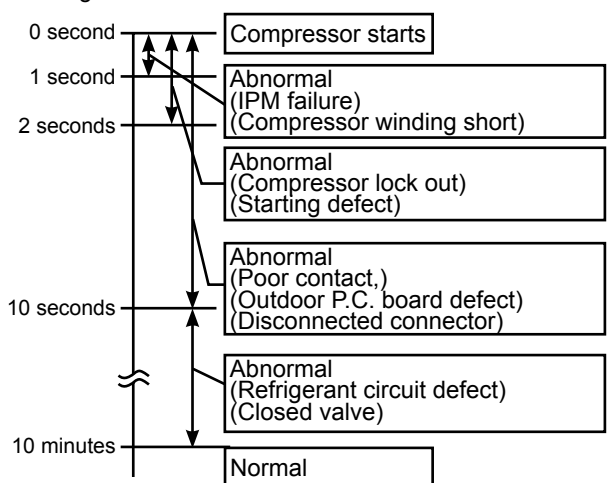 0 second
Compressor starts
1 second
Abnormal
(IPM failure)
(Compressor winding short)
2 seconds
Abnormal
(Compressor lock out)
(Starting defect)
Abnormal
(Poor contact,)
(Outdoor P.C. board defect)
(Disconnected connector)
10 seconds
Abnormal
(Refrigerant circuit defect)
(Closed valve)
10 minutes
Normal